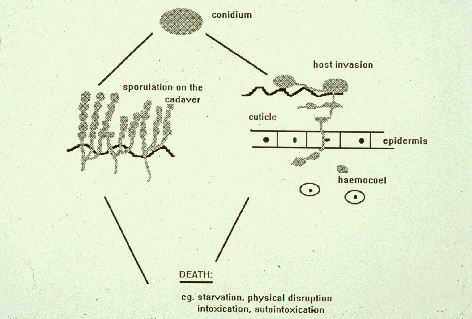 conidium
host invasion
sporulation on the
cadaver
cuticle
epidermis
haemocoel
DEATH:
eg. starvation, physical disruption
intoxication, autointoxication